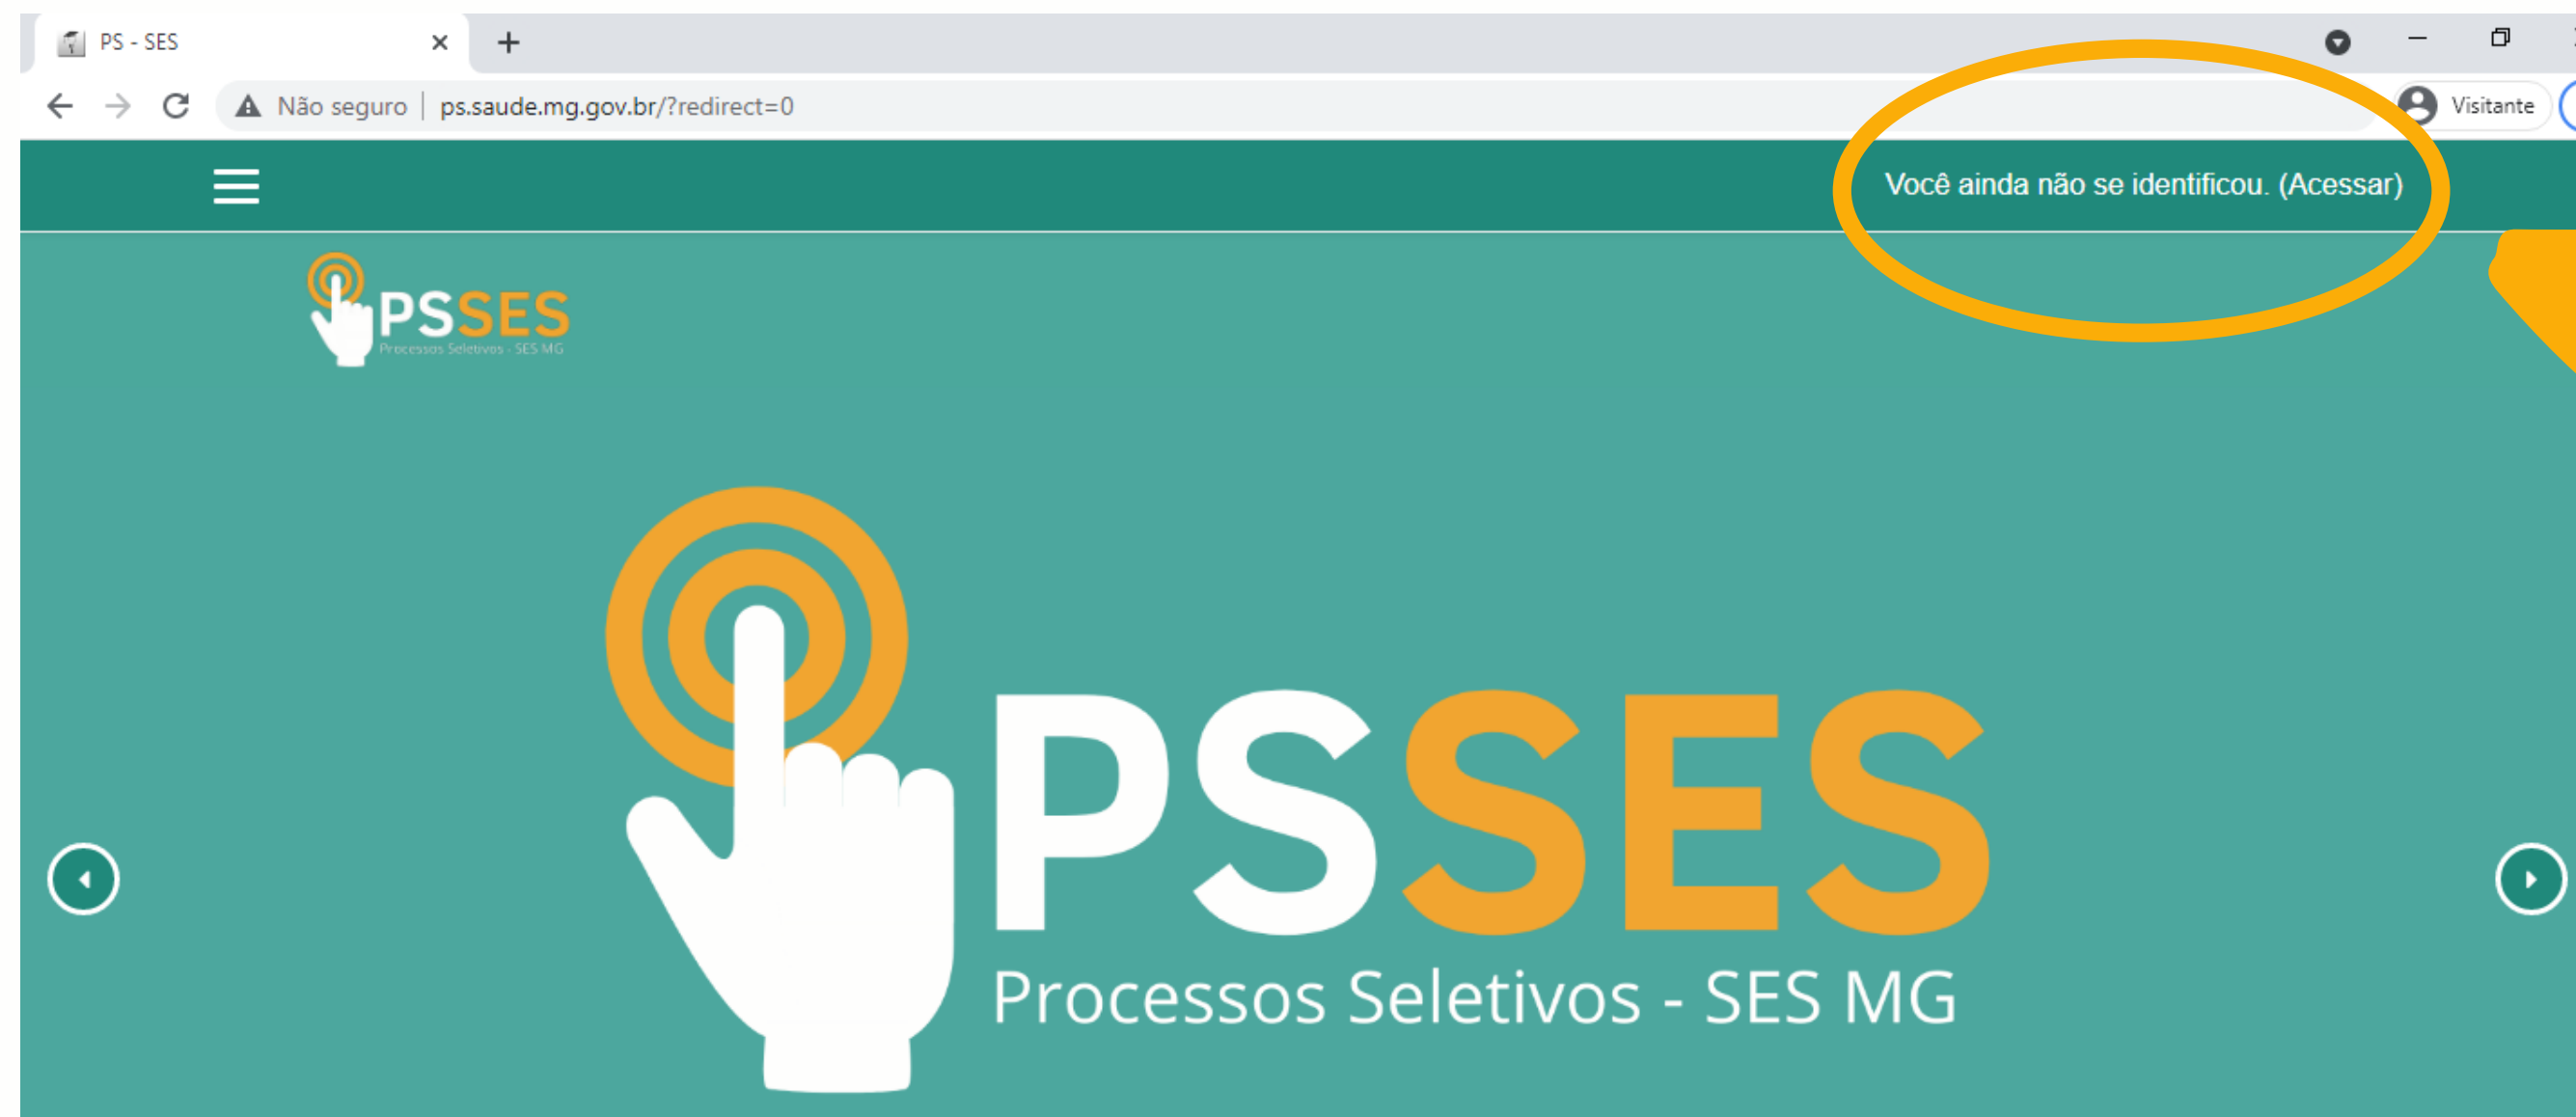 PS - SES
Não seguro | ps.saude.mg.gov.br/?redirect=0
Visitante
Você ainda não se identificou. (Acessar)
PSSES
Processos Seletivos - SES MG
PSSES
Processos Seletivos - SES MG